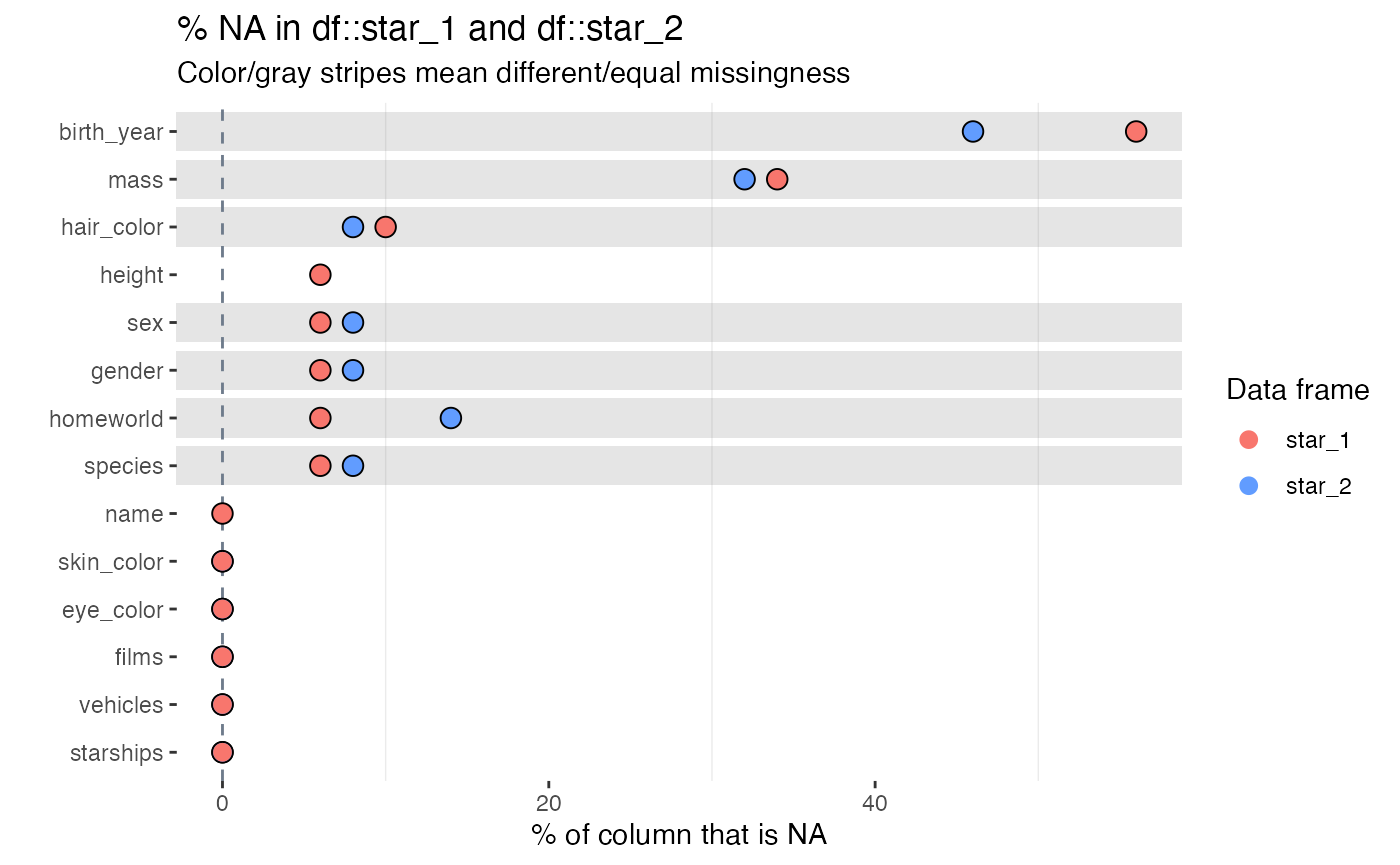 % NA in df::star_1 and df::star_2
Color/gray stripes mean different/equal missingness
birth_year
mass
hair_color
height
sex
gender
homeworld
species
name
skin_color
eye_color
films
vehicles
starships
0 20 40
% of column that is NA
Data frame
star_1
star_2